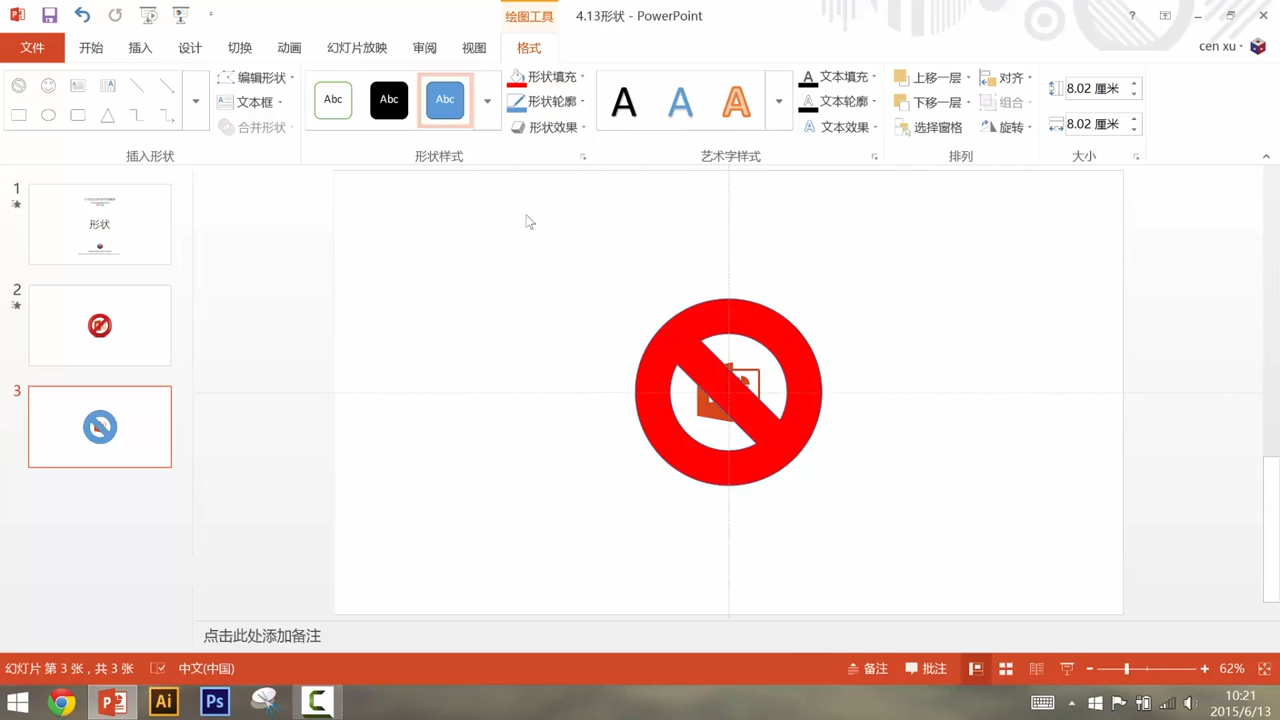 绘图工具
4.13形状 - PowerPoint
?
文件
开始
插入
设计
切换
动画
幻灯片放映
审阅
视图
格式
cen xu
编辑形状
文本框
合并形状
插入形状
Abc
Abc
Abc
形状填充
形状轮廓
形状效果
形状样式
A
A
A
文本填充
文本轮廓
文本效果
艺术字样式
上移一层
下移一层
选择窗格
对齐
组合
旋转
排列
8.02 厘米
8.02 厘米
大小
1
形状
2
3
点击此处添加备注
幻灯片 第 3 张，共 3 张
中文(中国)
备注
批注
62%
Ai
Ps
10:21
2015/6/13